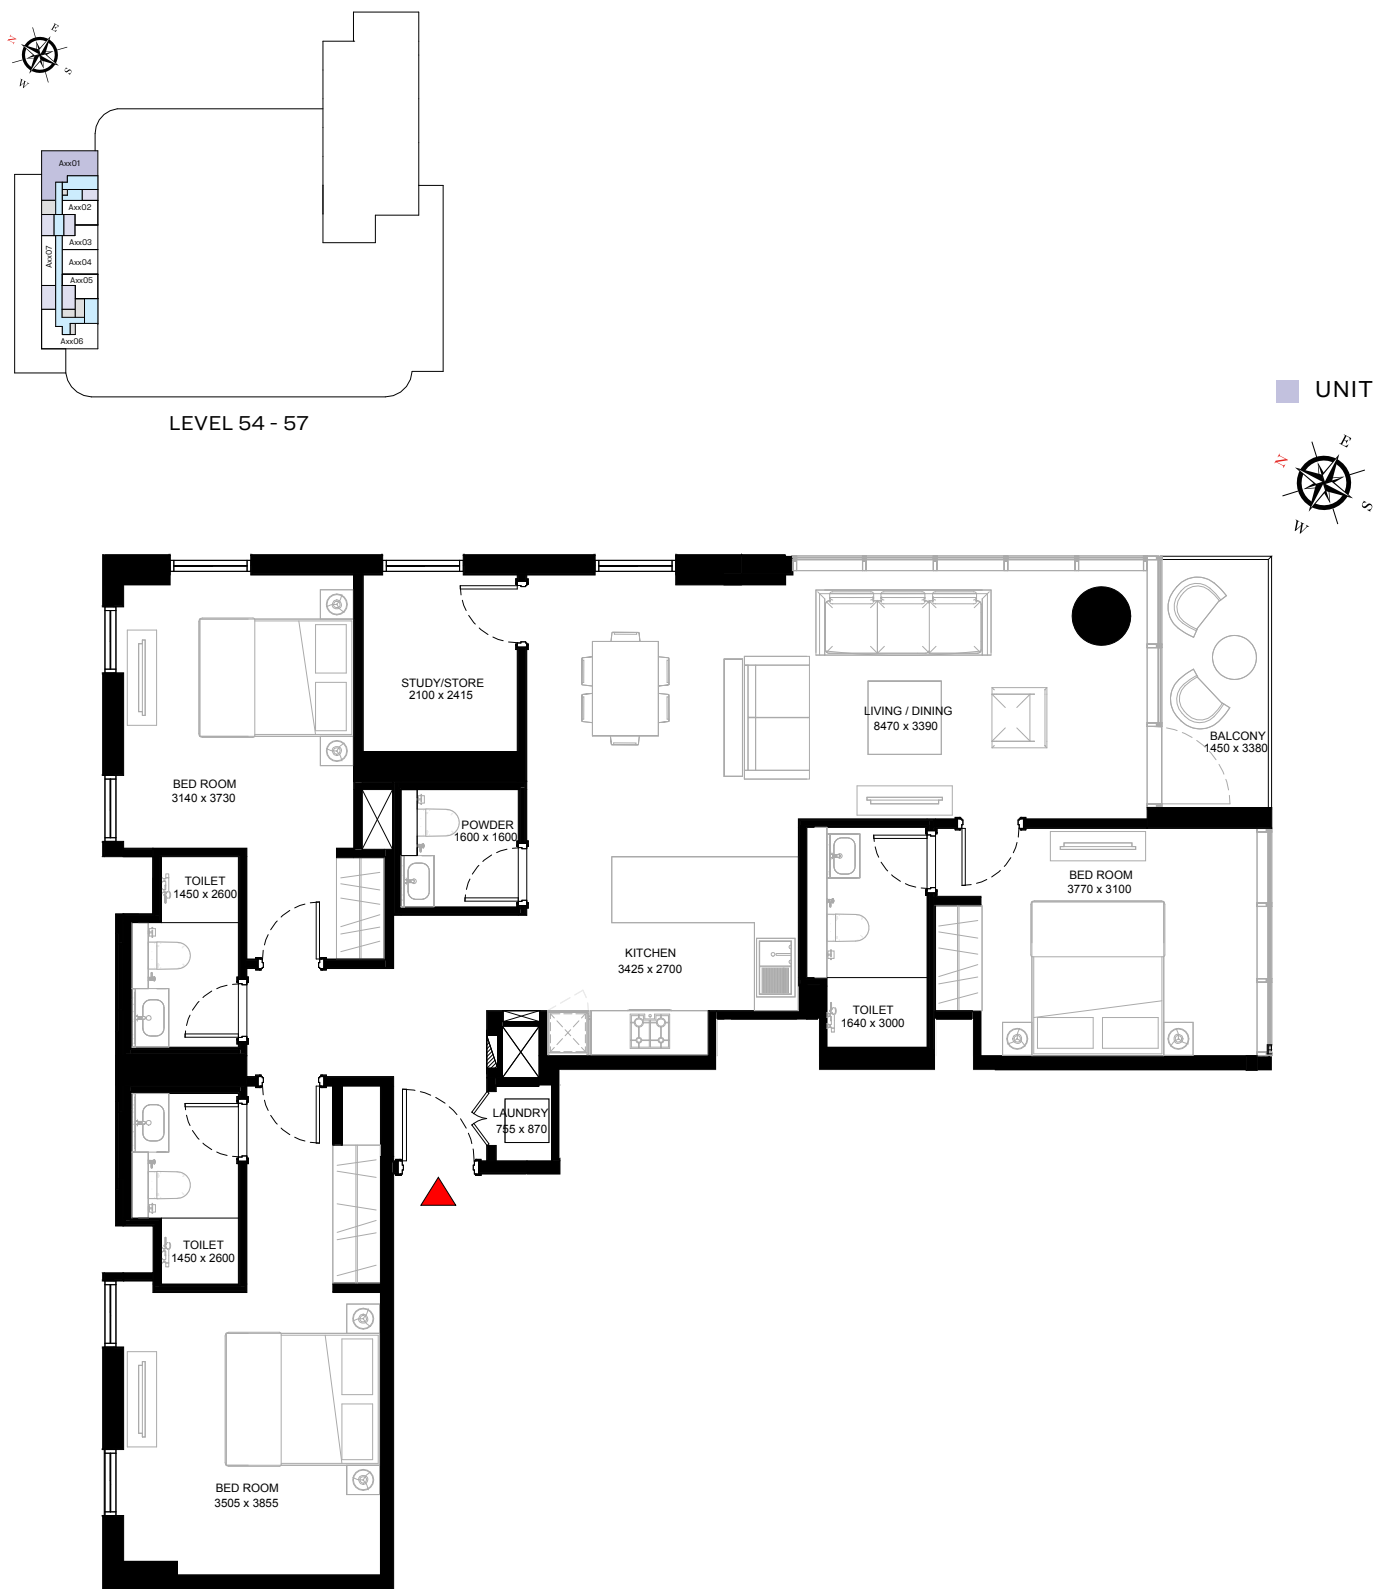 E
N
S
W
Axx01
Axx02
Axx03
Axx07
Axx04
Axx05
Axx06
LEVEL 54 - 57
UNIT
E
N
S
W
STUDY/STORE
2100 x 2415
LIVING / DINING
8470 x 3390
BALCONY
1450 x 3380
BED ROOM
3140 x 3730
POWDER
1600 x 1600
TOILET
1450 x 2600
BED ROOM
3770 x 3100
KITCHEN
3425 x 2700
TOILET
1640 x 3000
LAUNDRY
755 x 870
TOILET
1450 x 2600
BED ROOM
3505 x 3855